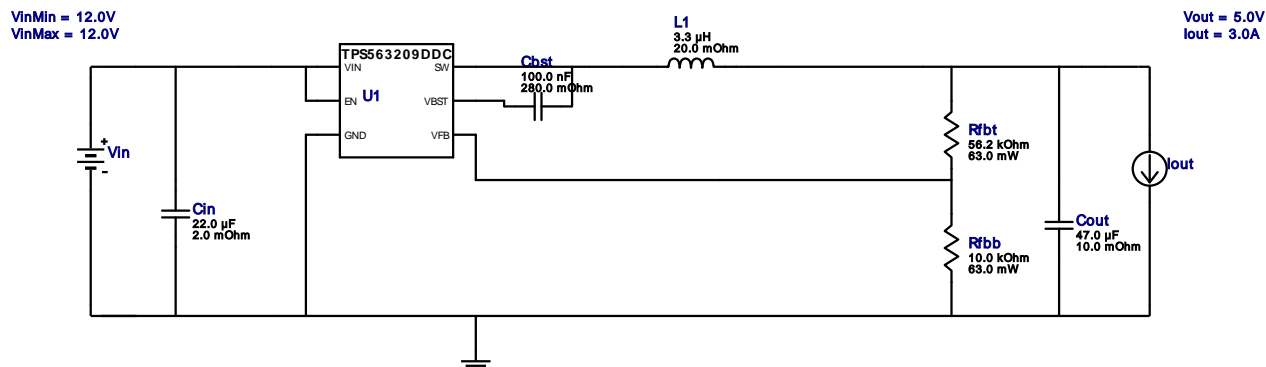 VinMin = 12.0V
VinMax = 12.0V
Vout = 5.0V
Iout = 3.0A
L1
3.3 µH
20.0 mOhm
TPS563209DDC
VIN
SW
EN
U1
VBST
GND
VFB
Cbst
100.0 nF
280.0 mOhm
+
Vin
-
Cin
22.0 µF
2.0 mOhm
Rfbt
56.2 kOhm
63.0 mW
Iout
Rfbb
10.0 kOhm
63.0 mW
Cout
47.0 µF
10.0 mOhm